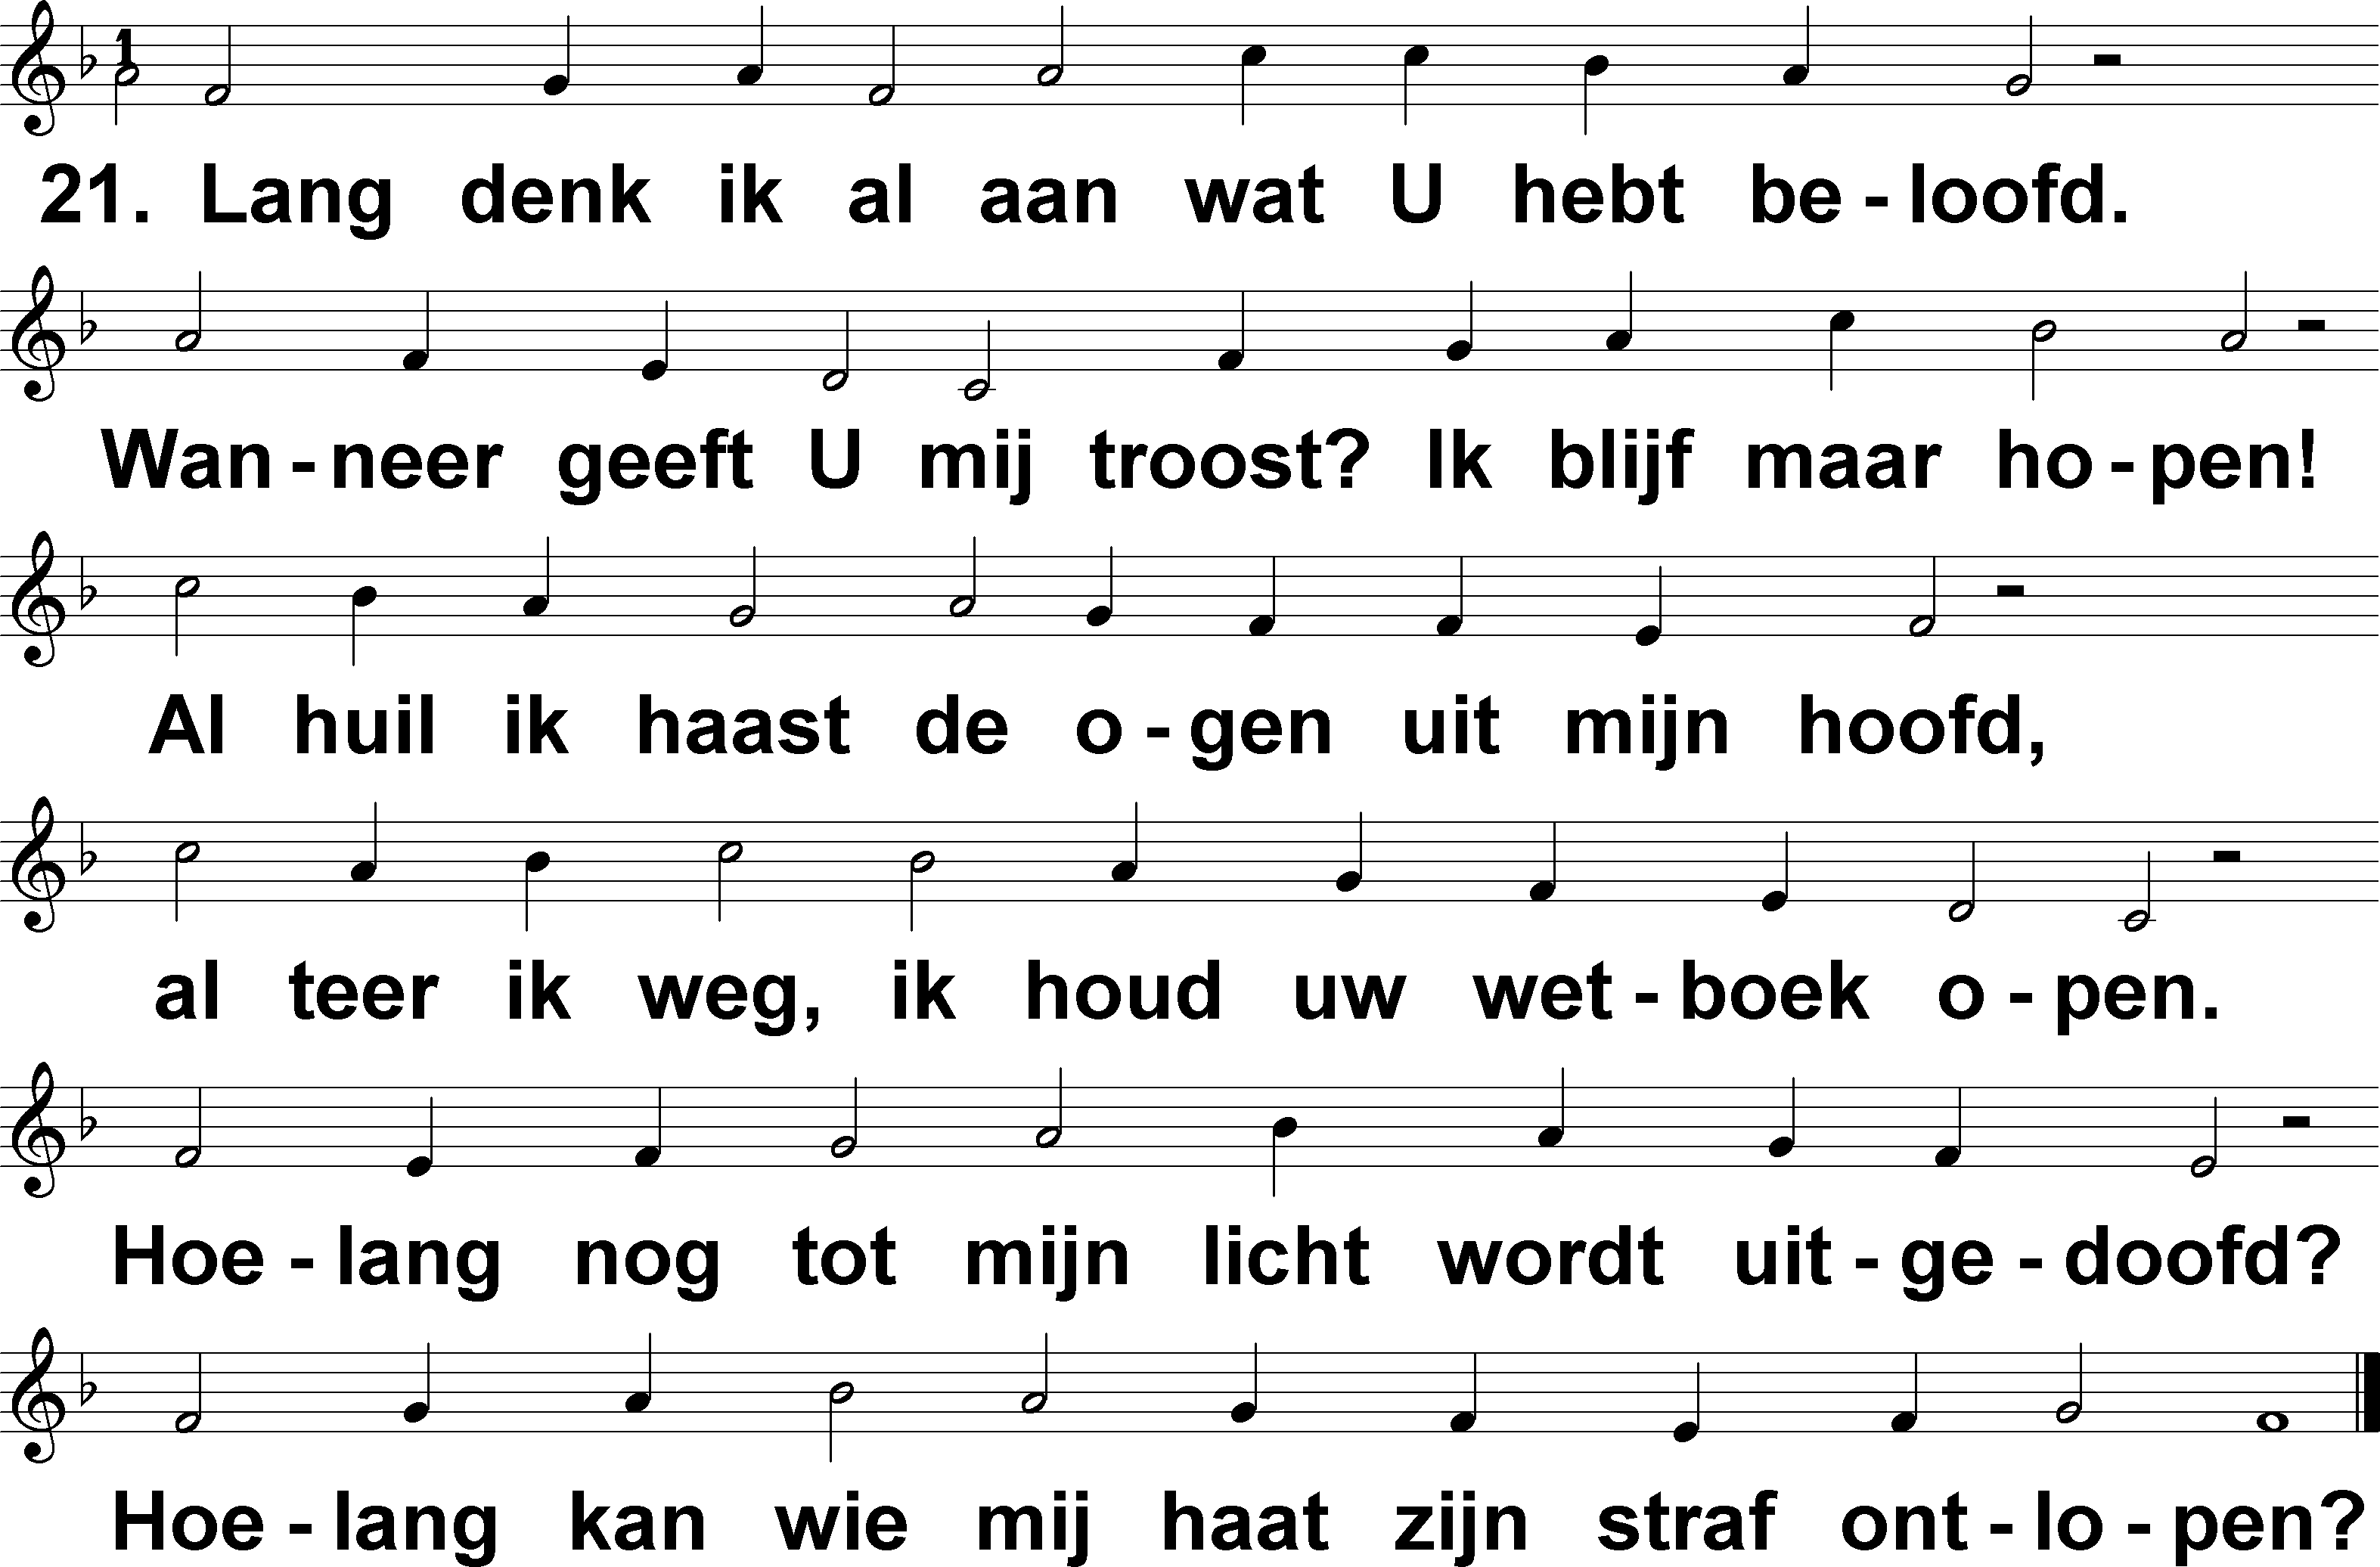 1
21. Lang denk ik al aan wat U hebt be - loofd.
Wan - neer geeft U mij troost? Ik blijf maar ho - pen!
Al huil ik haast de o - gen uit mijn hoofd,
al teer ik weg, ik houd uw wet - boek o - pen.
Hoe - lang nog tot mijn licht wordt uit - ge - doofd?
Hoe - lang kan wie mij haat zijn straf ont - lo - pen?